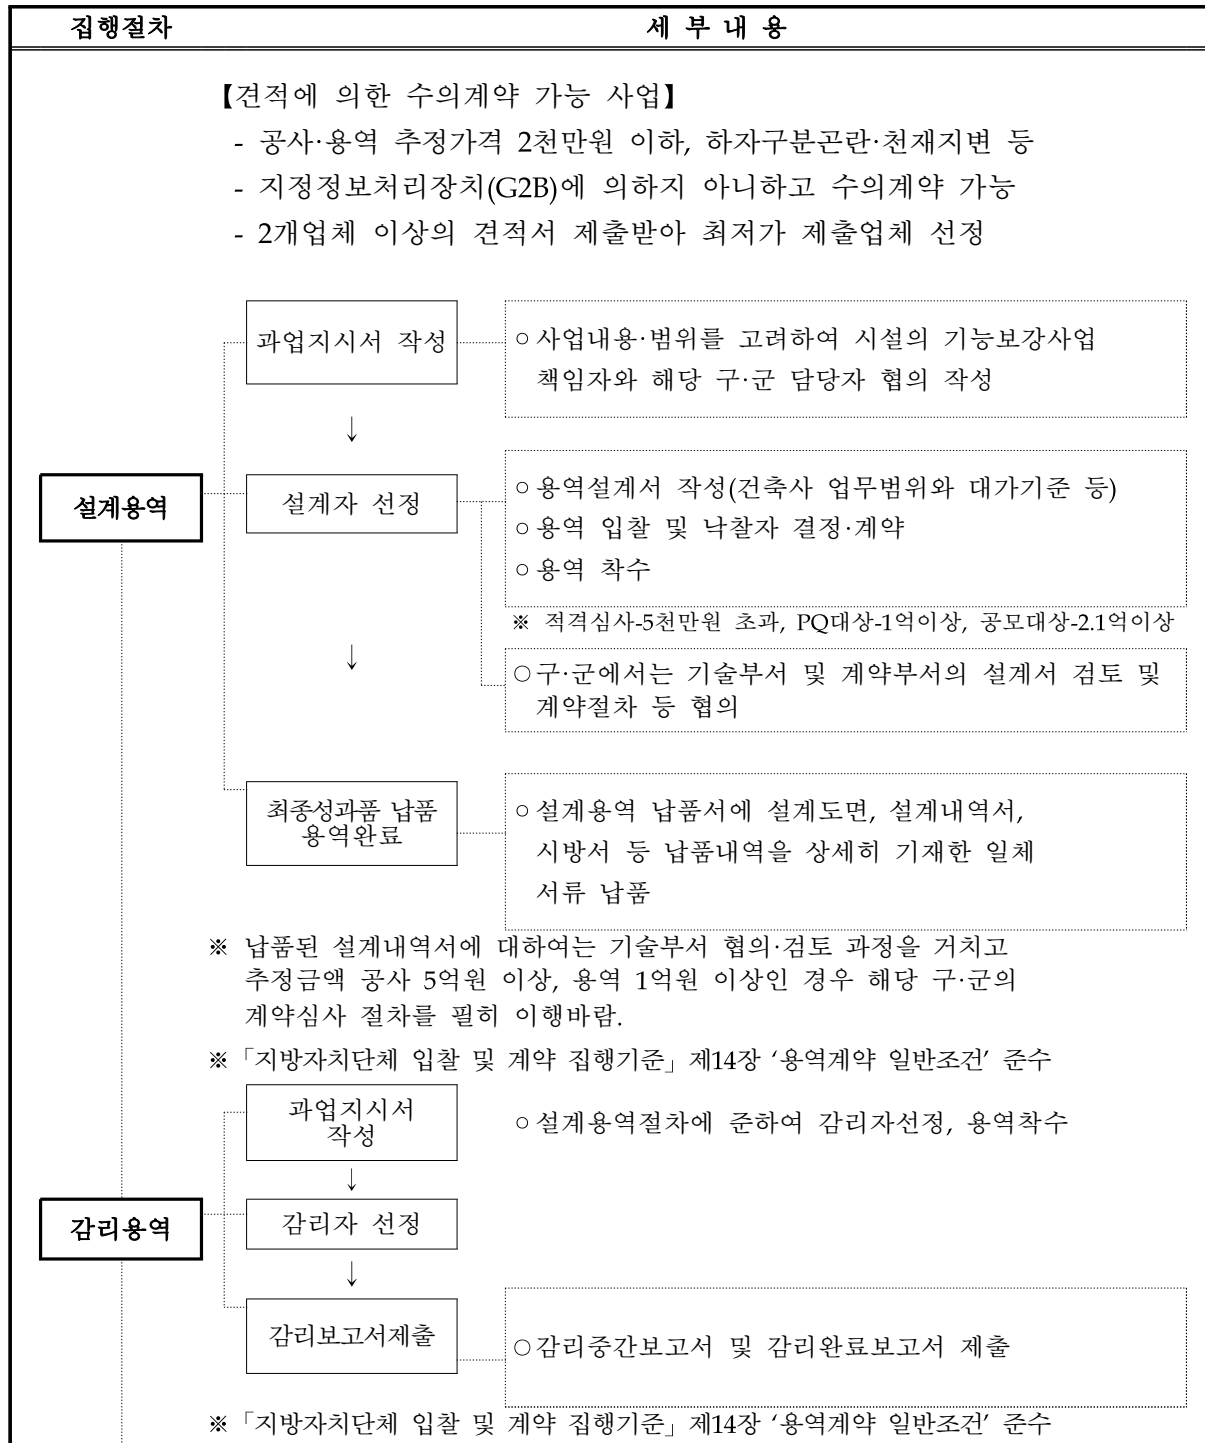 집행절차 세 부 내 용
【견적에 의한 수의계약 가능 사업】
- 공사·용역 추정가격 2천만원 이하, 하자구분곤란·천재지변 등
- 지정정보처리장치(G2B)에 의하지 아니하고 수의계약 가능
- 2개업체 이상의 견적서 제출받아 최저가 제출업체 선정
과업지시서 작성
○ 사업내용·범위를 고려하여 시설의 기능보강사업
책임자와 해당 구·군 담당자 협의 작성
↓
설계용역
설계자 선정
○ 용역설계서 작성(건축사 업무범위와 대가기준 등)
○ 용역 입찰 및 낙찰자 결정·계약
○ 용역 착수
※ 적격심사-5천만원 초과, PQ대상-1억이상, 공모대상-2.1억이상
↓
○구·군에서는 기술부서 및 계약부서의 설계서 검토 및
계약절차 등 협의
최종성과품 납품
용역완료
○ 설계용역 납품서에 설계도면, 설계내역서,
시방서 등 납품내역을 상세히 기재한 일체
서류 납품
※ 납품된 설계내역서에 대하여는 기술부서 협의·검토 과정을 거치고
추정금액 공사 5억원 이상, 용역 1억원 이상인 경우 해당 구·군의
계약심사 절차를 필히 이행바람.
※「지방자치단체 입찰 및 계약 집행기준」제14장 ‘용역계약 일반조건’ 준수
과업지시서
작성
○ 설계용역절차에 준하여 감리자선정, 용역착수
↓
감리용역
감리자 선정
↓
감리보고서제출
○감리중간보고서 및 감리완료보고서 제출
※「지방자치단체 입찰 및 계약 집행기준」제14장 ‘용역계약 일반조건’ 준수